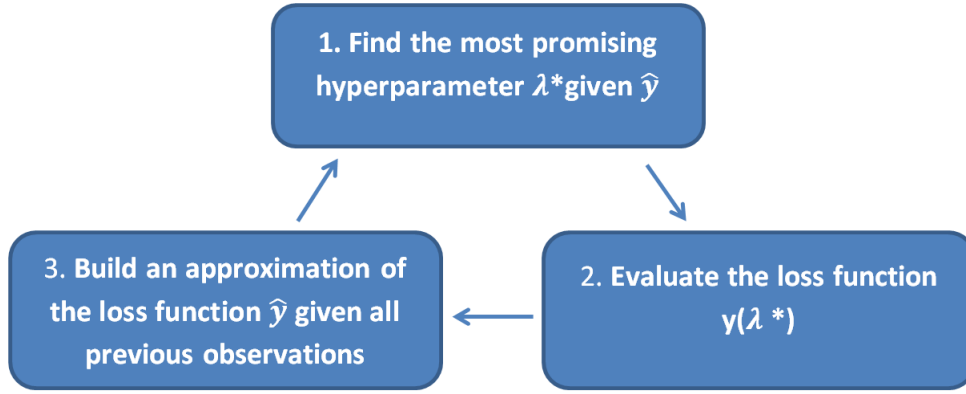 1. Find the most promising
hyperparameter λ*given ŷ
2. Evaluate the loss function
y(λ *)
3. Build an approximation of
the loss function ŷ given all
previous observations